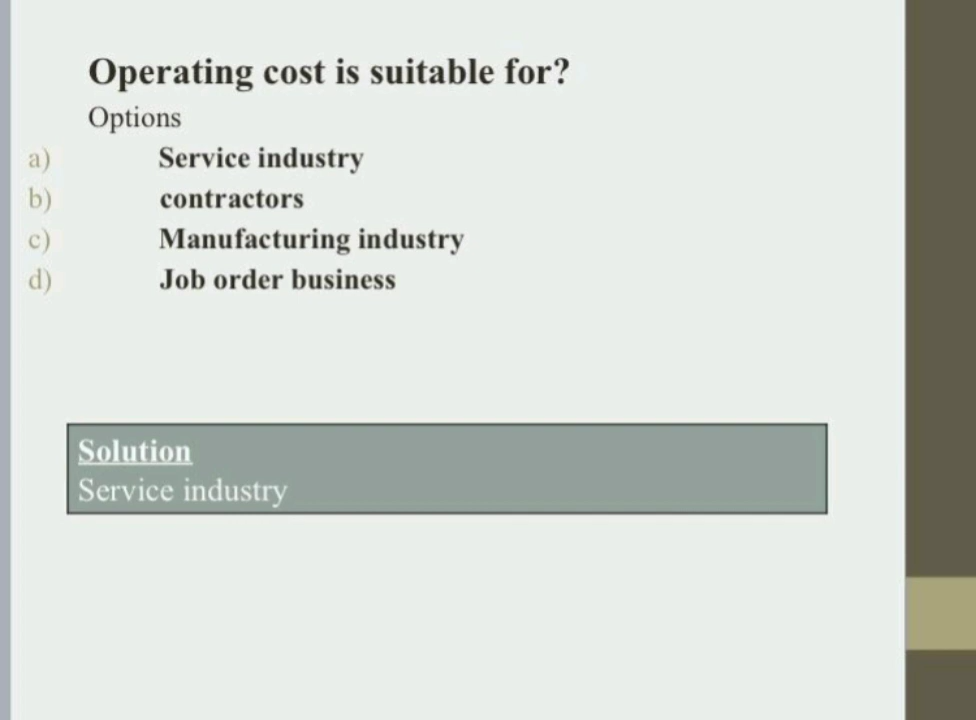 Operating cost is suitable for?
Options
a) Service industry
b) contractors
c) Manufacturing industry
d) Job order business
Solution
Service industry